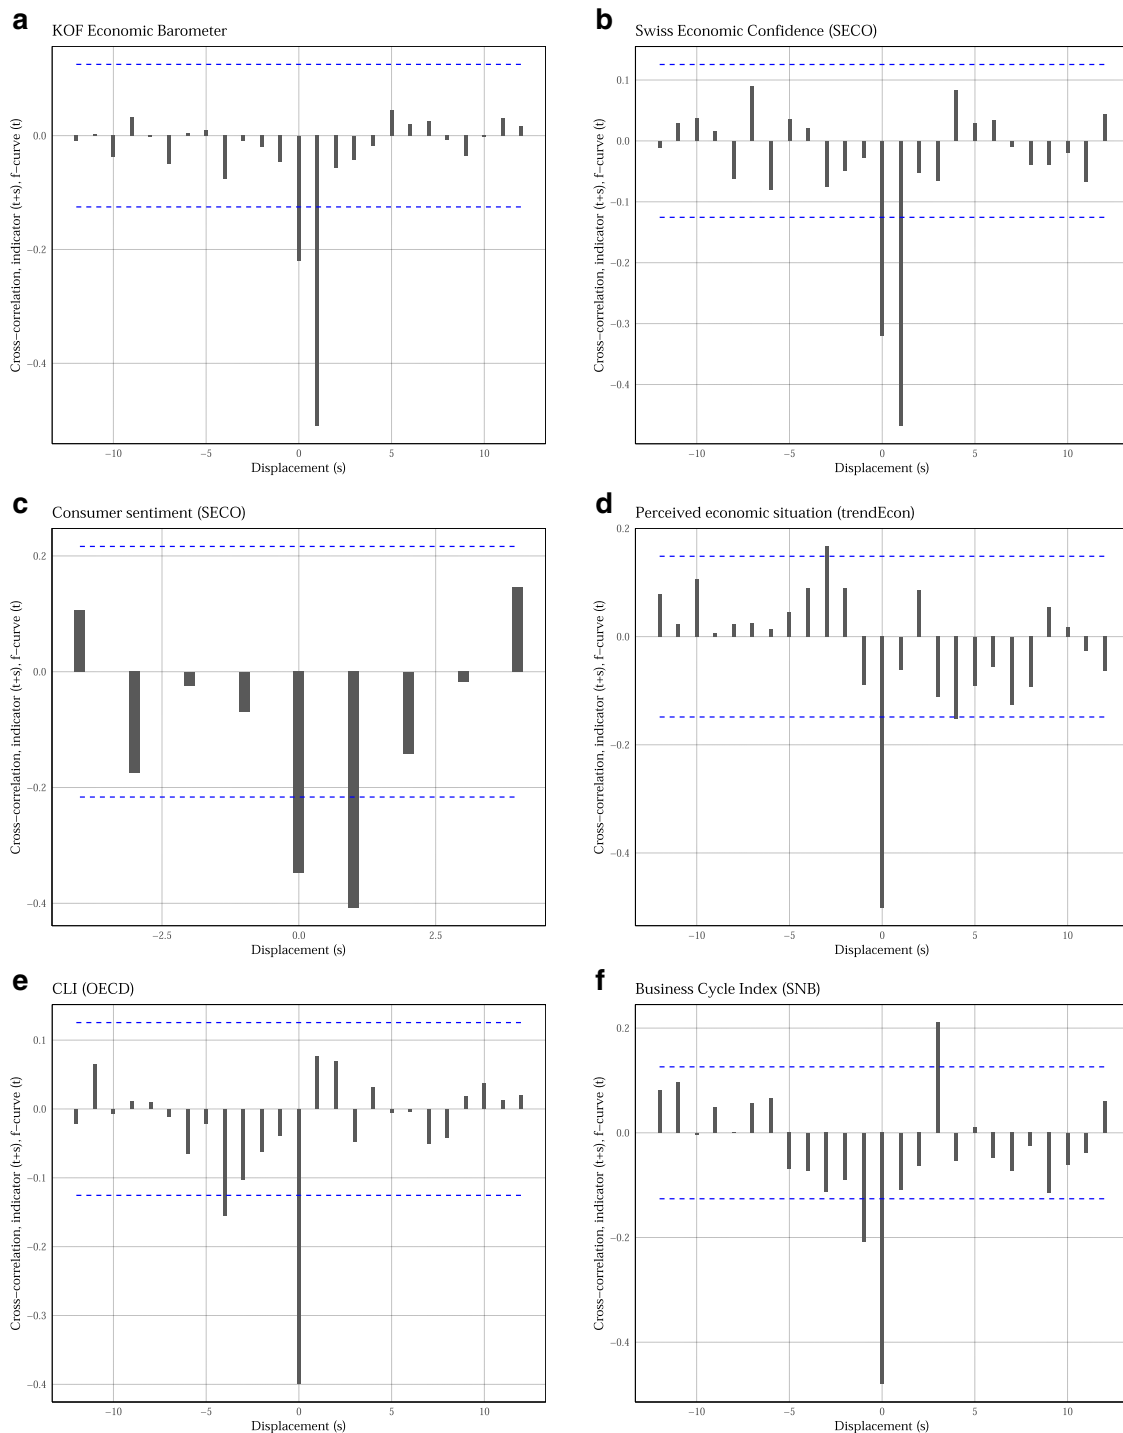 a
KOF Economic Barometer
Cross−correlation, indicator (t+s), f−curve (t)
0.0
−0.2
−0.4
−10
−5
0
5
10
Displacement (s)
b
Swiss Economic Confidence (SECO)
Cross−correlation, indicator (t+s), f−curve (t)
0.1
0.0
−0.1
−0.2
−0.3
−0.4
−10
−5
0
5
10
Displacement (s)
c
Consumer sentiment (SECO)
Cross−correlation, indicator (t+s), f−curve (t)
0.2
0.0
−0.2
−0.4
−2.5
0.0
2.5
Displacement (s)
d
Perceived economic situation (trendEcon)
Cross−correlation, indicator (t+s), f−curve (t)
0.2
0.0
−0.2
−0.4
−10
−5
0
5
10
Displacement (s)
e
CLI (OECD)
Cross−correlation, indicator (t+s), f−curve (t)
0.1
0.0
−0.1
−0.2
−0.3
−0.4
−10
−5
0
5
10
Displacement (s)
f
Business Cycle Index (SNB)
Cross−correlation, indicator (t+s), f−curve (t)
0.2
0.0
−0.2
−0.4
−10
−5
0
5
10
Displacement (s)